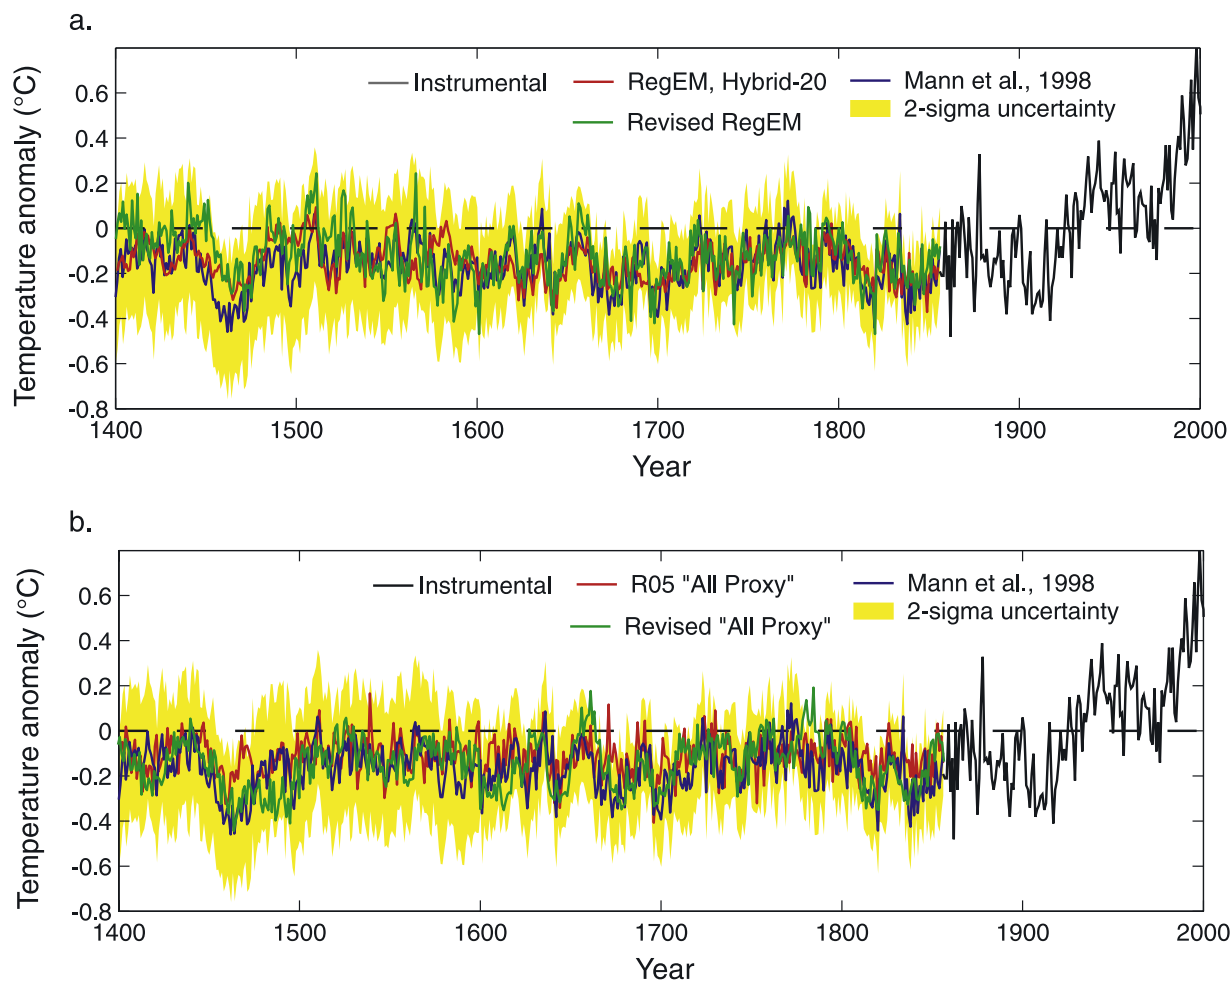 a.
Instrumental
RegEM, Hybrid-20
Mann et al., 1998
Revised RegEM
2-sigma uncertainty
Temperature anomaly (°C)
0.6
0.4
0.2
0
-0.2
-0.4
-0.6
-0.8
1400
1500
1600
1700
1800
1900
2000
Year
b.
Instrumental
R05 "All Proxy"
Mann et al., 1998
Revised "All Proxy"
2-sigma uncertainty
Temperature anomaly (°C)
0.6
0.4
0.2
0
-0.2
-0.4
-0.6
-0.8
1400
1500
1600
1700
1800
1900
2000
Year